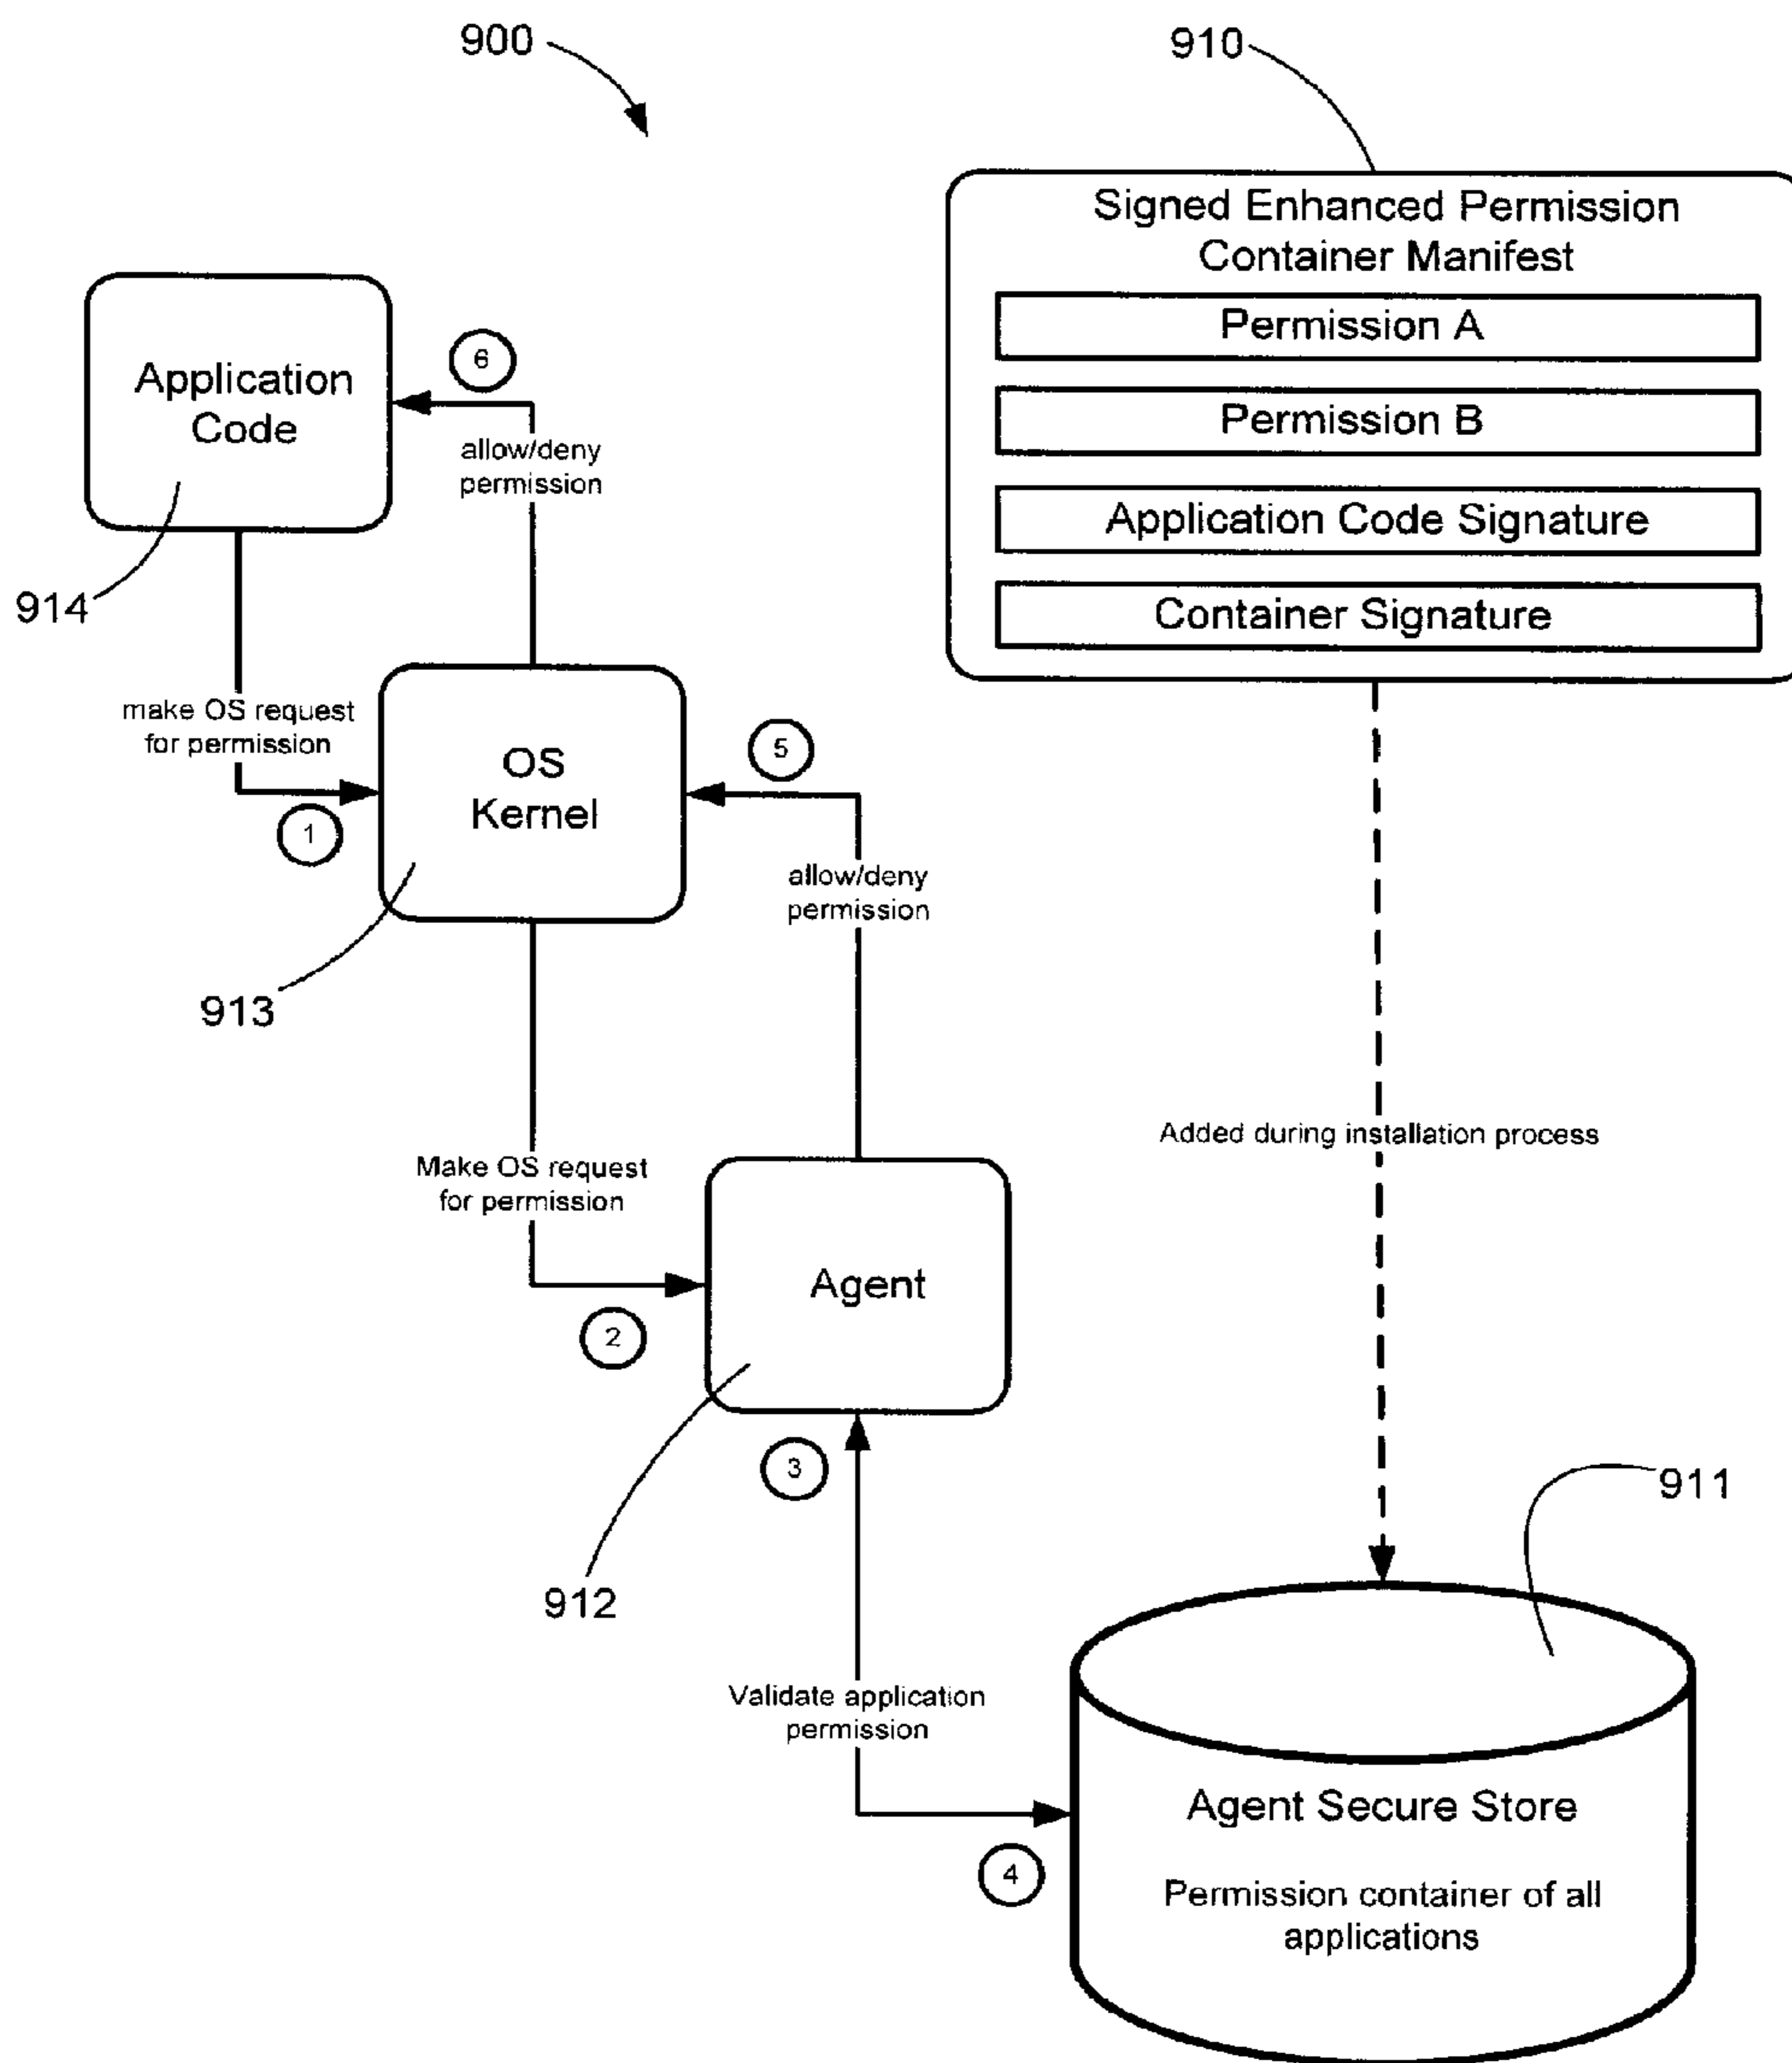 900
910
Signed Enhanced Permission
Container Manifest
Permission A
Permission B
Application Code Signature
Container Signature
Application
Code
6
allow/deny
permission
914
make OS request
for permission
1
OS
Kernel
5
913
allow/deny
permission
Added during installation process
Make OS request
for permission
Agent
2
3
911
912
Validate application
permission
Agent Secure Store
4
Permission container of all
applications